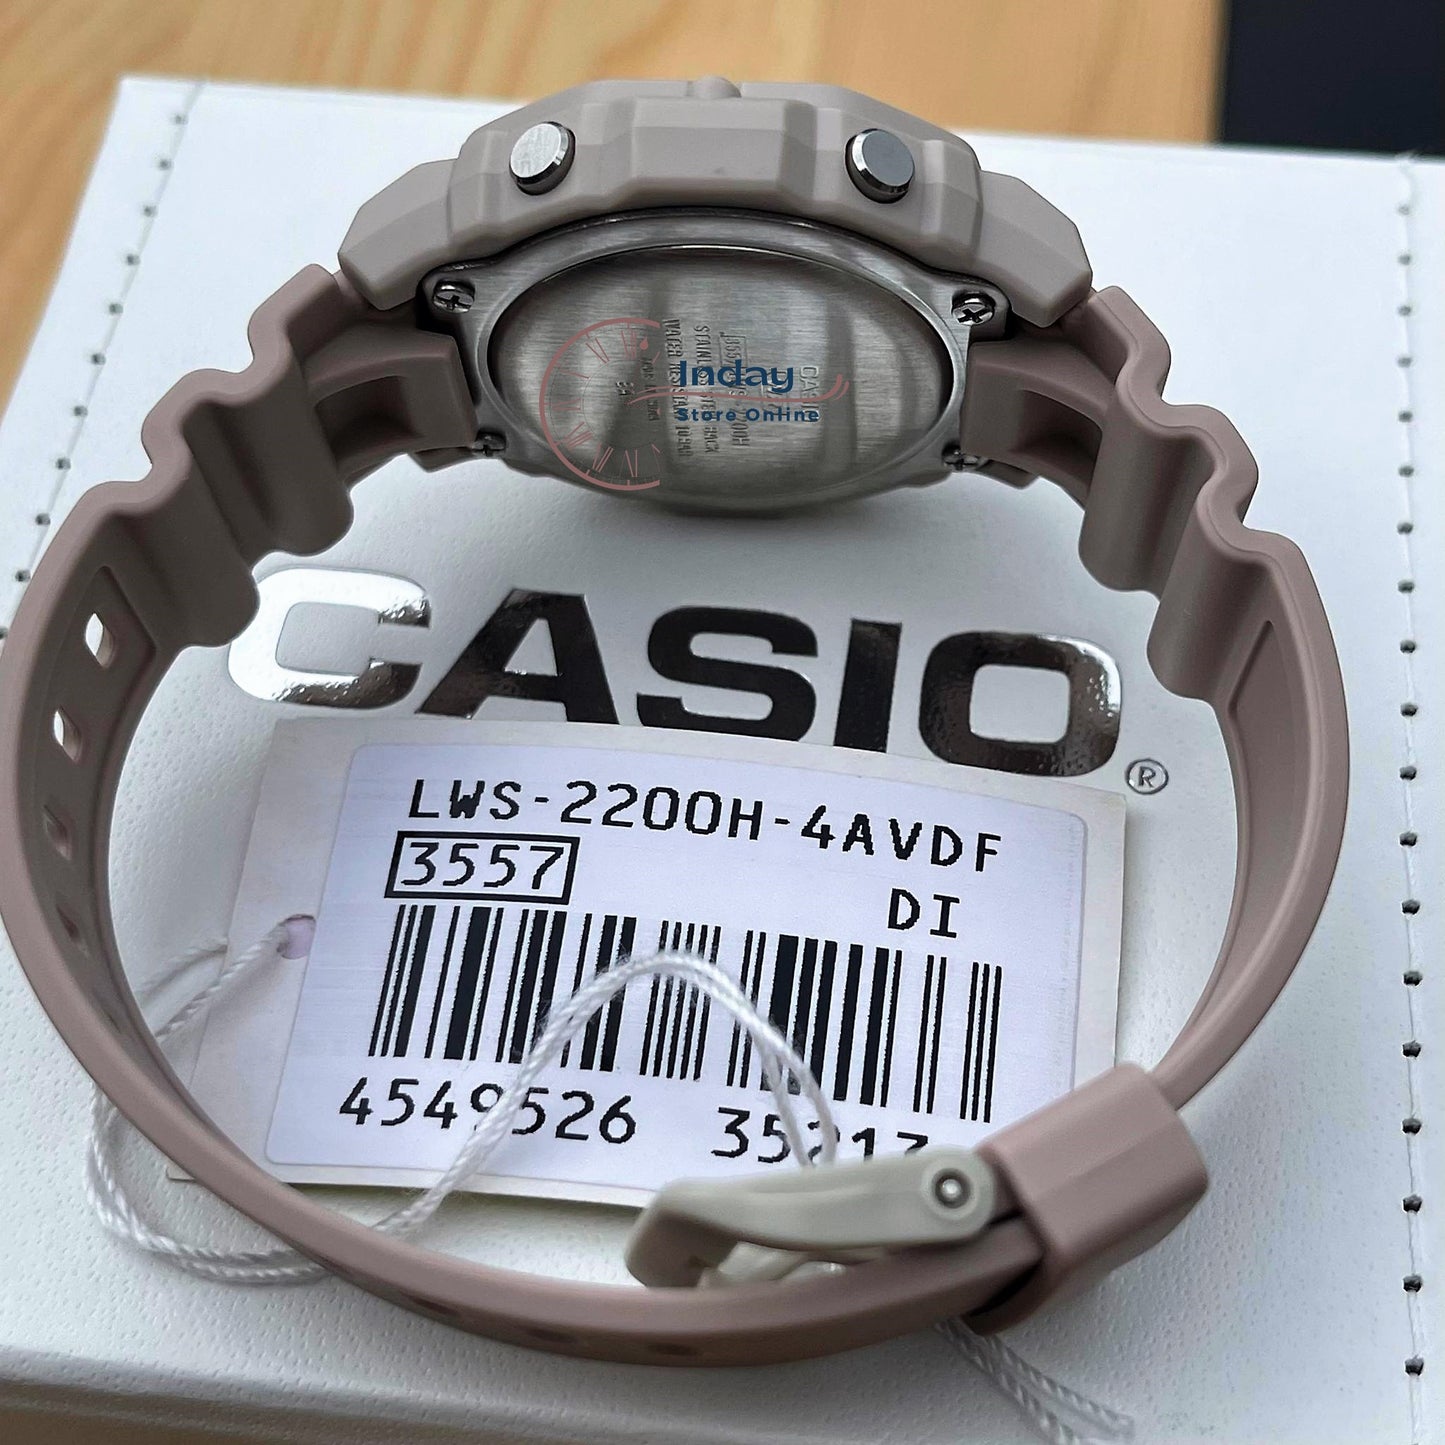 Inday
Store Online
CASIO
®
LWS-2200H-4AVDF
3557
DI
4549526